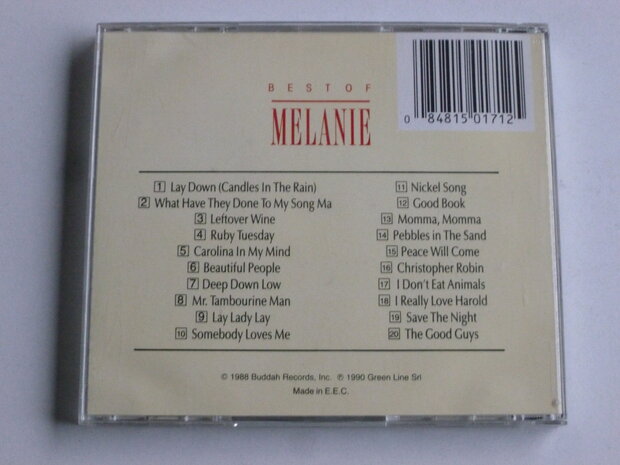 BEST OF
MELANIE
0 84815 01712
1 Lay Down (Candles In The Rain)
2 What Have They Done To My Song Ma
3 Leftover Wine
4 Ruby Tuesday
5 Carolina In My Mind
6 Beautiful People
7 Deep Down Low
8 Mr. Tambourine Man
9 Lay Lady Lay
10 Somebody Loves Me
11 Nickel Song
12 Good Book
13 Momma, Momma
14 Pebbles in The Sand
15 Peace Will Come
16 Christopher Robin
17 I Don't Eat Animals
18 I Really Love Harold
19 Save The Night
20 The Good Guys
© 1988 Buddah Records, Inc. ℗ 1990 Green Line Srl
Made in E.E.C.